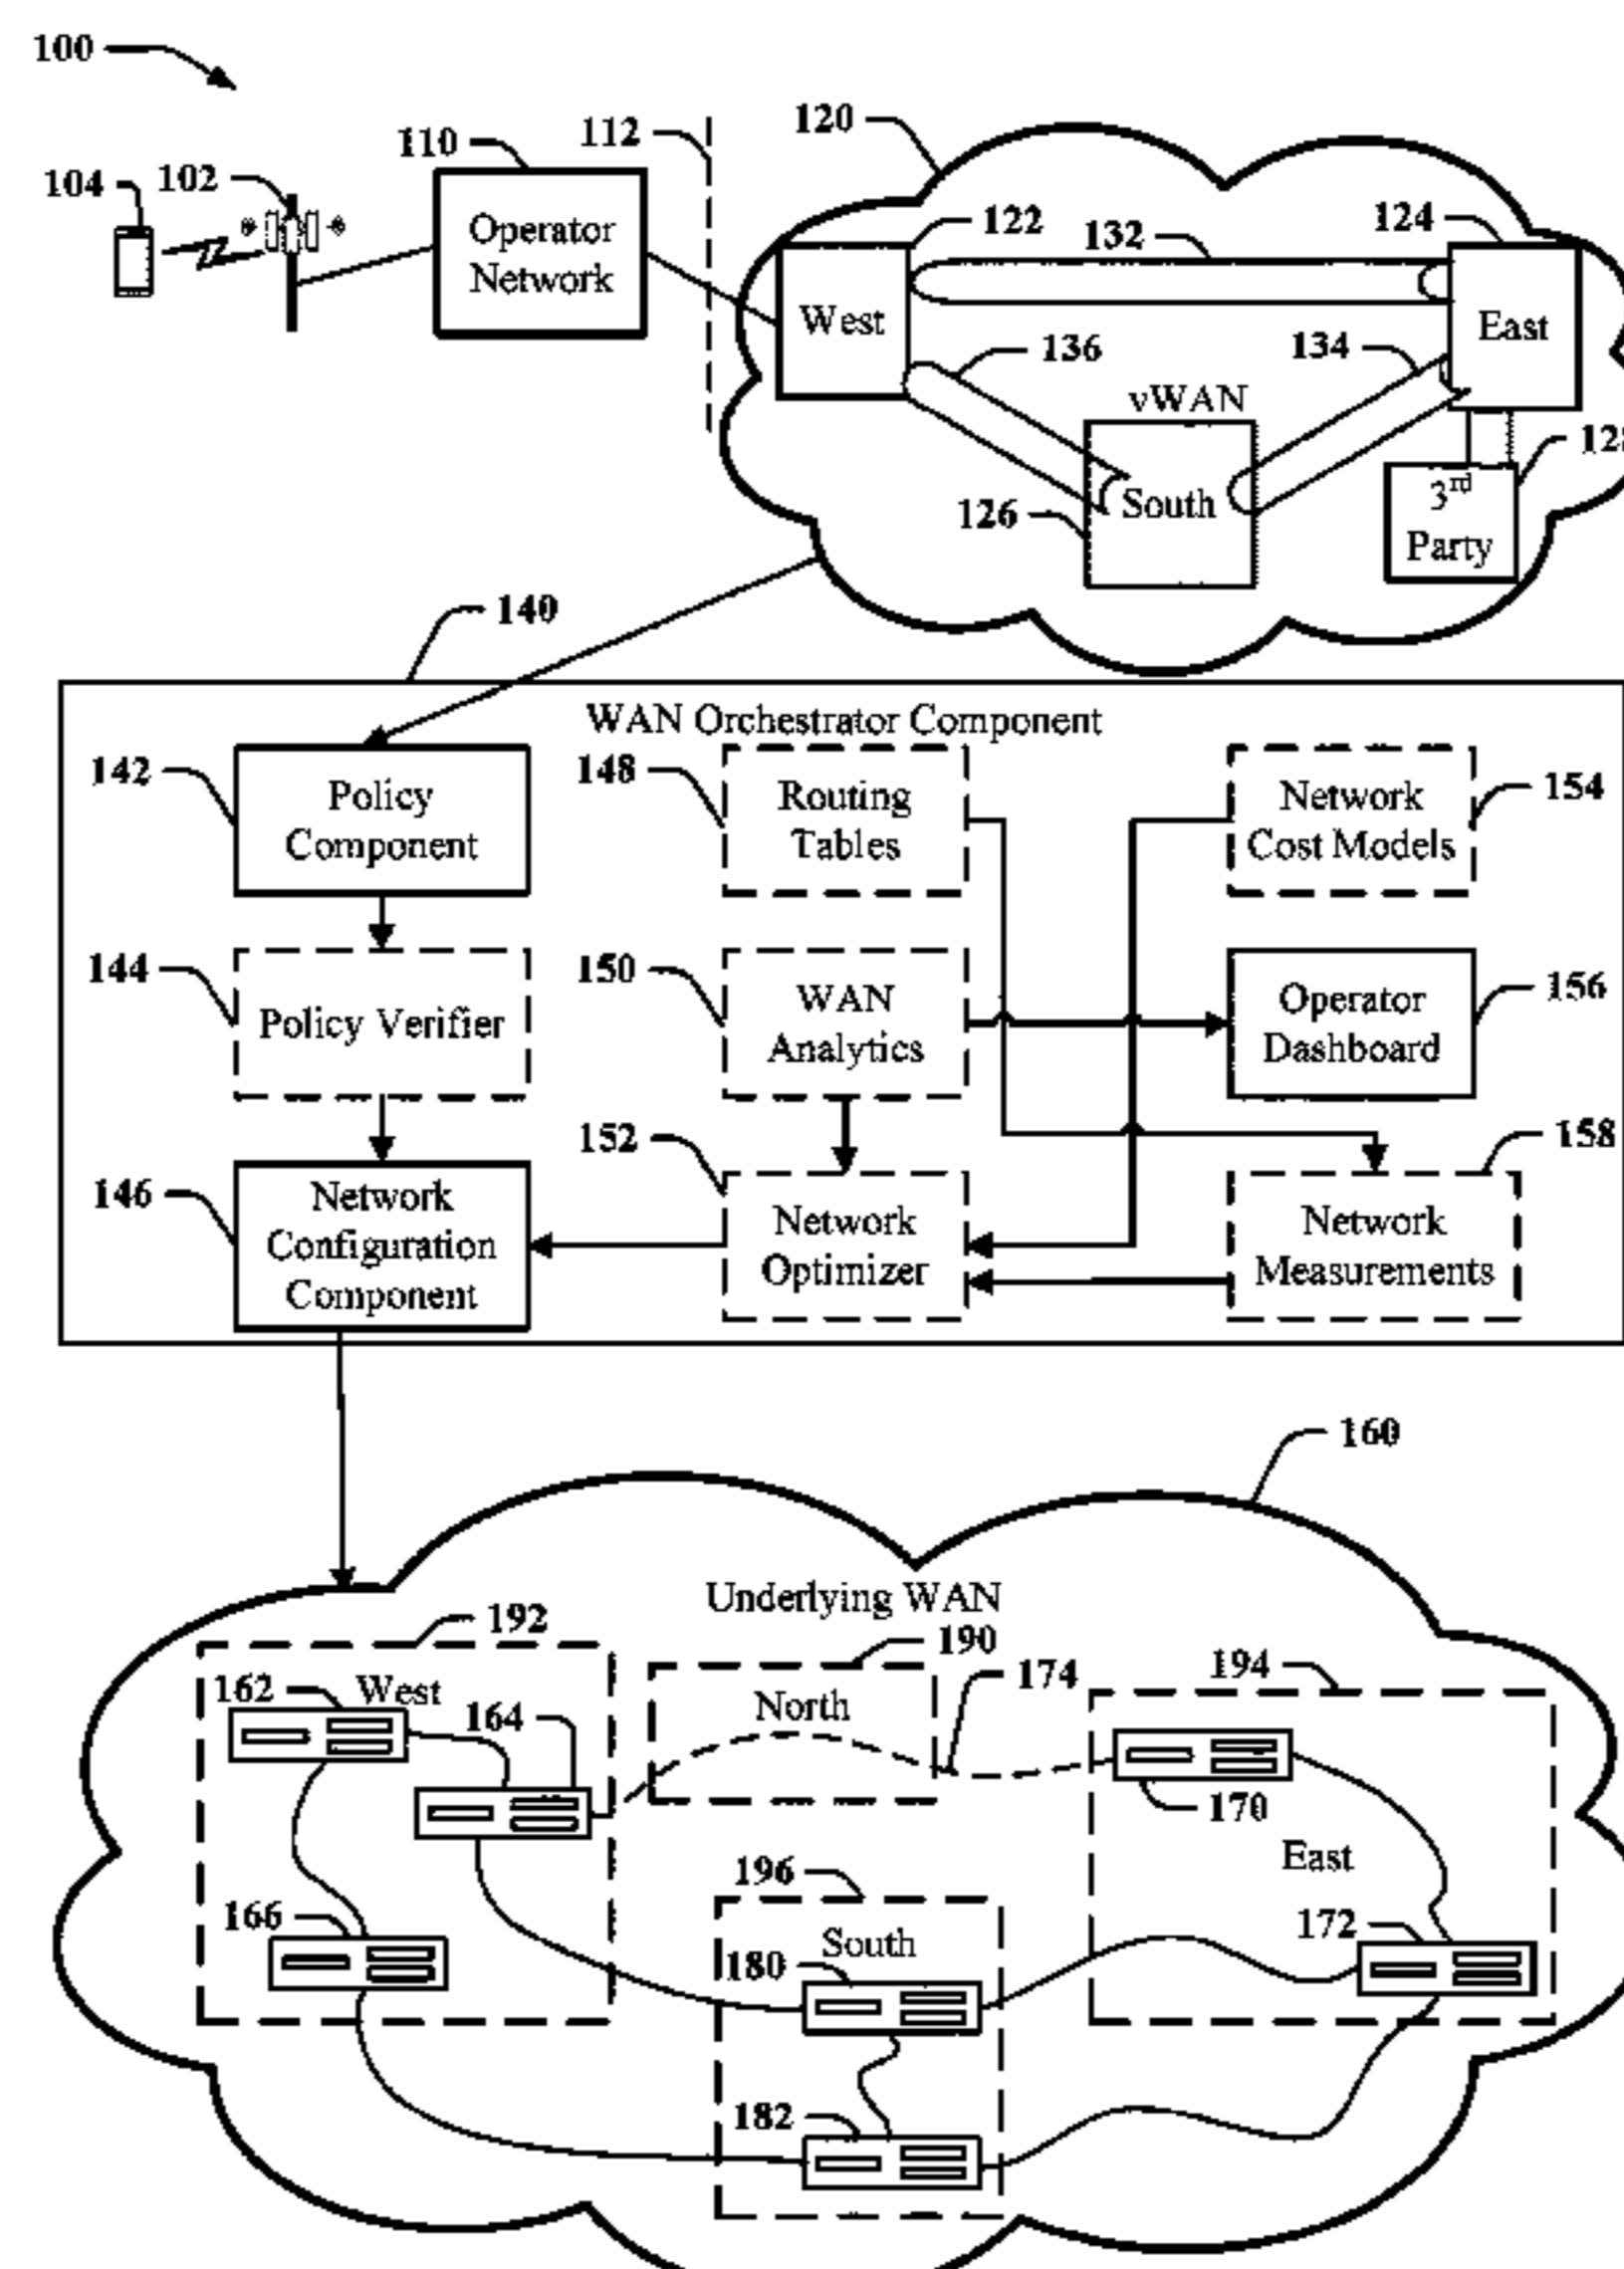 100
110
112
120
104
102
122
132
124
Operator
Network
West
East
136
134
vWAN
128
3rd
Party
126
South
140
WAN Orchestrator Component
142
Policy
Component
148
Routing
Tables
Network
Cost Models
154
144
Policy Verifier
150
WAN
Analytics
Operator
Dashboard
156
152
158
146
Network
Configuration
Component
Network
Optimizer
Network
Measurements
160
Underlying WAN
192
190
162
West
164
North
174
194
170
East
196
166
South
180
172
182